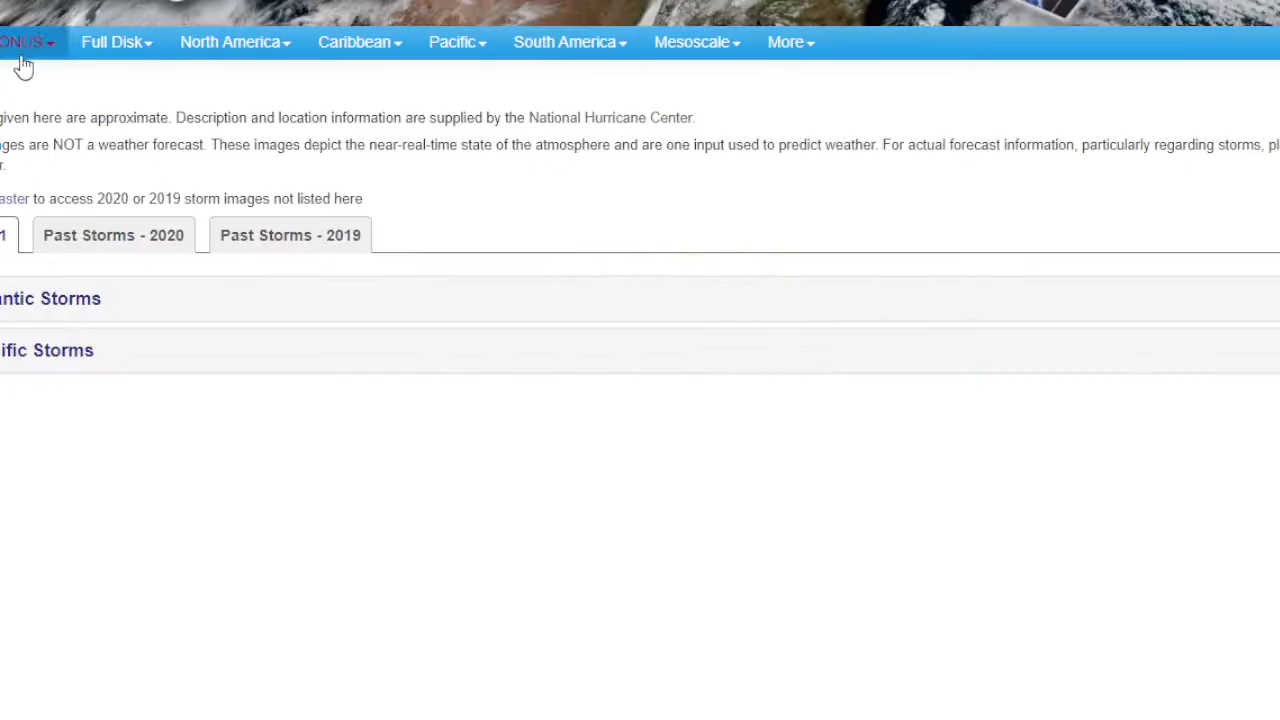 ONUS Full Disk North America Caribbean Pacific South America Mesoscale More
given here are approximate. Description and location information are supplied by the National Hurricane Center.
ges are NOT a weather forecast. These images depict the near-real-time state of the atmosphere and are one input used to predict weather. For actual forecast information, particularly regarding storms, pl
r.
aster to access 2020 or 2019 storm images not listed here
1 Past Storms - 2020 Past Storms - 2019
antic Storms
ific Storms